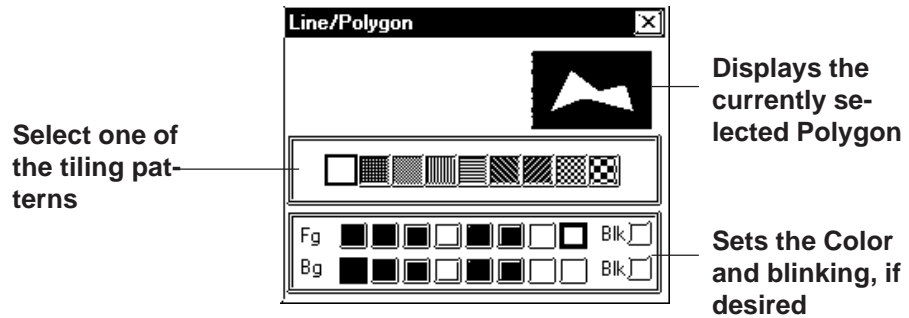 Line/Polygon
Displays the
currently se-
lected Polygon
Select one of
the tiling pat-
terns
Fg
Blk
Bg
Blk
Sets the Color
and blinking, if
desired